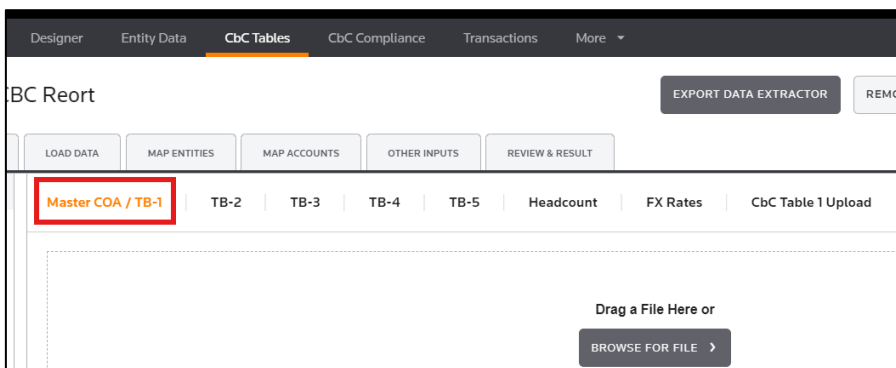 Designer Entity Data CbC Tables CbC Compliance Transactions More
CBC Reort EXPORT DATA EXTRACTOR
LOAD DATA MAP ENTITIES MAP ACCOUNTS OTHER INPUTS REVIEW & RESULT
Master COA / TB-1 TB-2 TB-3 TB-4 TB-5 Headcount FX Rates CbC Table 1 Upload
Drag a File Here or
BROWSE FOR FILE